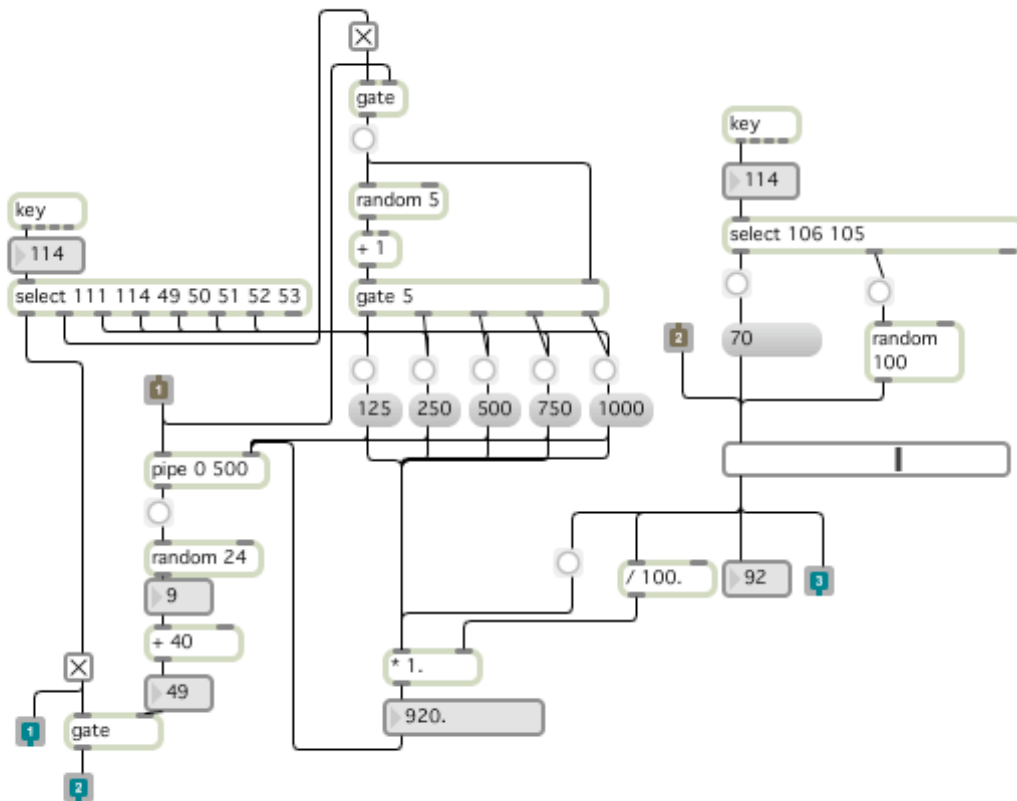 gate
key
random 5
114
key
select 106 105
+ 1
114
select 111 114 49 50 51 52 53
gate 5
2
70
random
100
1
125
250
500
750
1000
pipe 0 500
random 24
9
/ 100.
92
3
+ 40
* 1.
49
920.
1
gate
2